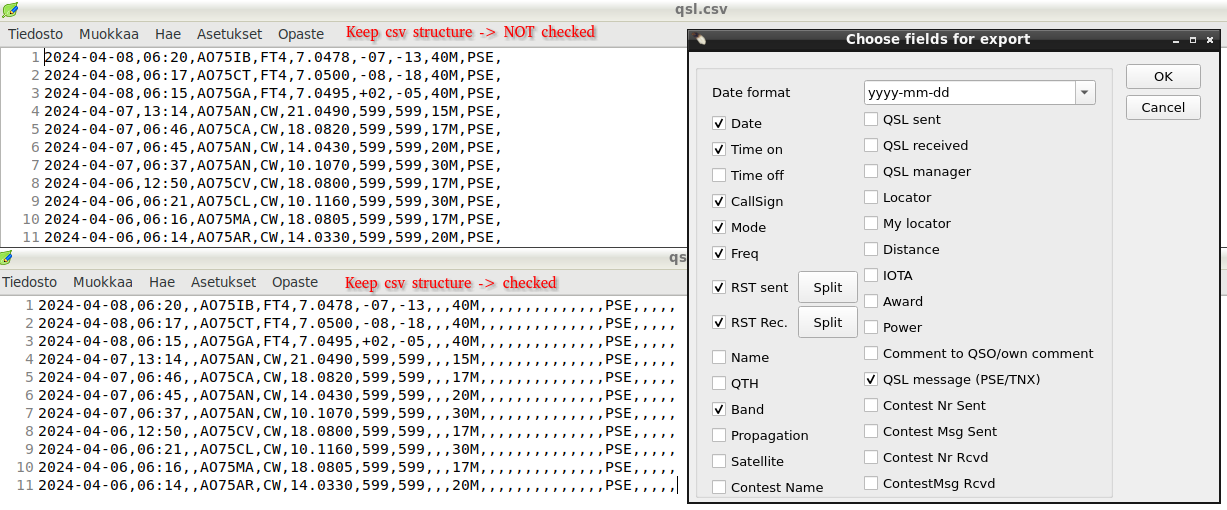 qsl.csv
Tiedosto Muokkaa Hae Asetukset Opaste Keep csv structure -> NOT checked
1 2024-04-08,06:20,AO75IB,FT4,7.0478,-07,-13,40M,PSE,
2 2024-04-08,06:17,AO75CT,FT4,7.0500,-08,-18,40M,PSE,
3 2024-04-08,06:15,AO75GA,FT4,7.0495,+02,-05,40M,PSE,
4 2024-04-07,13:14,AO75AN,CW,21.0490,599,599,15M,PSE,
5 2024-04-07,06:46,AO75CA,CW,18.0820,599,599,17M,PSE,
6 2024-04-07,06:45,AO75AN,CW,14.0430,599,599,20M,PSE,
7 2024-04-07,06:37,AO75AN,CW,10.1070,599,599,30M,PSE,
8 2024-04-06,12:50,AO75CV,CW,18.0800,599,599,17M,PSE,
9 2024-04-06,06:21,AO75CL,CW,10.1160,599,599,30M,PSE,
10 2024-04-06,06:16,AO75MA,CW,18.0805,599,599,17M,PSE,
11 2024-04-06,06:14,AO75AR,CW,14.0330,599,599,20M,PSE,
qs
Tiedosto Muokkaa Hae Asetukset Opaste Keep csv structure -> checked
1 2024-04-08,06:20,,AO75IB,FT4,7.0478,-07,-13,,,40M,,,,,,,,,,,,,,,PSE,,,,,
2 2024-04-08,06:17,,AO75CT,FT4,7.0500,-08,-18,,,40M,,,,,,,,,,,,,,,PSE,,,,,
3 2024-04-08,06:15,,AO75GA,FT4,7.0495,+02,-05,,,40M,,,,,,,,,,,,,,,PSE,,,,,
4 2024-04-07,13:14,,AO75AN,CW,21.0490,599,599,,,15M,,,,,,,,,,,,,,,PSE,,,,,
5 2024-04-07,06:46,,AO75CA,CW,18.0820,599,599,,,17M,,,,,,,,,,,,,,,PSE,,,,,
6 2024-04-07,06:45,,AO75AN,CW,14.0430,599,599,,,20M,,,,,,,,,,,,,,,PSE,,,,,
7 2024-04-07,06:37,,AO75AN,CW,10.1070,599,599,,,30M,,,,,,,,,,,,,,,PSE,,,,,
8 2024-04-06,12:50,,AO75CV,CW,18.0800,599,599,,,17M,,,,,,,,,,,,,,,PSE,,,,,
9 2024-04-06,06:21,,AO75CL,CW,10.1160,599,599,,,30M,,,,,,,,,,,,,,,PSE,,,,,
10 2024-04-06,06:16,,AO75MA,CW,18.0805,599,599,,,17M,,,,,,,,,,,,,,,PSE,,,,,
11 2024-04-06,06:14,,AO75AR,CW,14.0330,599,599,,,20M,,,,,,,,,,,,,,,PSE,,,,,
Choose fields for export
Date format yyyy-mm-dd
Date
Time on
Time off
CallSign
Mode
Freq
RST sent Split
RST Rec. Split
Name
QTH
Band
Propagation
Satellite
Contest Name
QSL sent
QSL received
QSL manager
Locator
My locator
Distance
IOTA
Award
Power
Comment to QSO/own comment
QSL message (PSE/TNX)
Contest Nr Sent
Contest Msg Sent
Contest Nr Rcvd
ContestMsg Rcvd
OK
Cancel